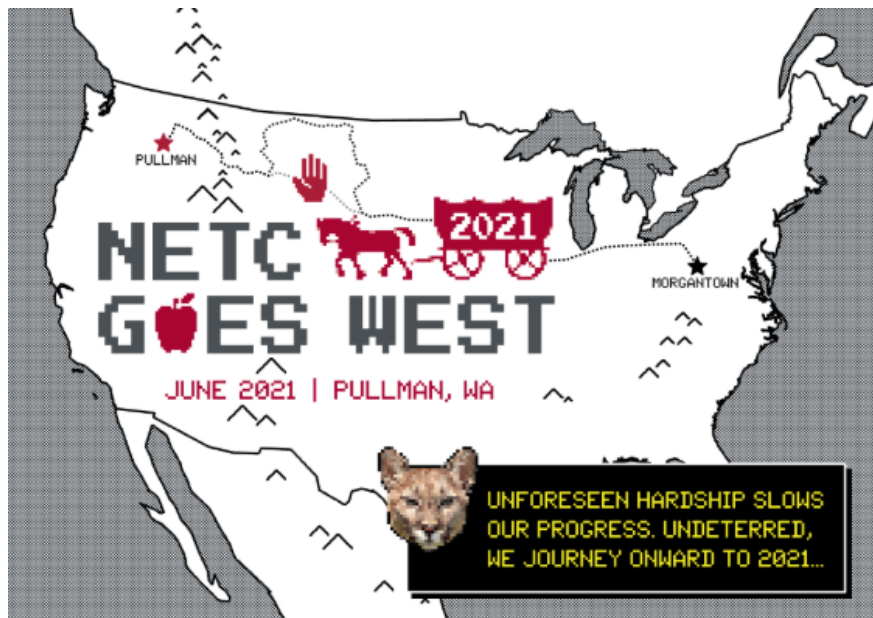 PULLMAN
2021
NETC
MORGANTOWN
GOES WEST
JUNE 2021 | PULLMAN, WA
UNFORESEEN HARDSHIP SLOWS
OUR PROGRESS. UNDETERRED,
WE JOURNEY ONWARD TO 2021...